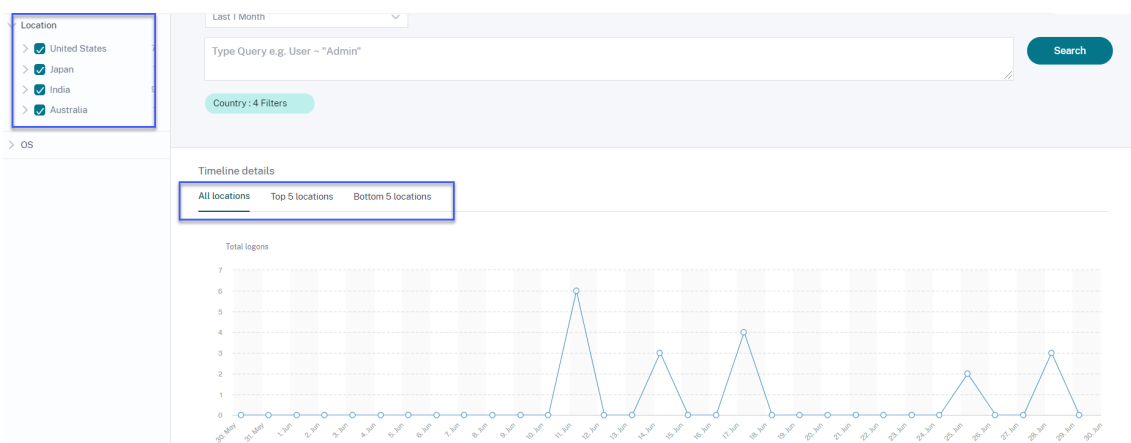 Location
United States
Japan
India
Australia
OS
Last 1 Month
Type Query e.g. User ~ "Admin"
Search
Country : 4 Filters
Timeline details
All locations Top 5 locations Bottom 5 locations
Total logons
7
6
5
4
3
2
1
0
30. May 31. May 1. Jun 2. Jun 3. Jun 4. Jun 5. Jun 6. Jun 7. Jun 8. Jun 9. Jun 10. Jun 11. Jun 12. Jun 13. Jun 14. Jun 15. Jun 16. Jun 17. Jun 18. Jun 19. Jun 20. Jun 21. Jun 22. Jun 23. Jun 24. Jun 25. Jun 26. Jun 27. Jun 28. Jun 29. Jun 30. Jun